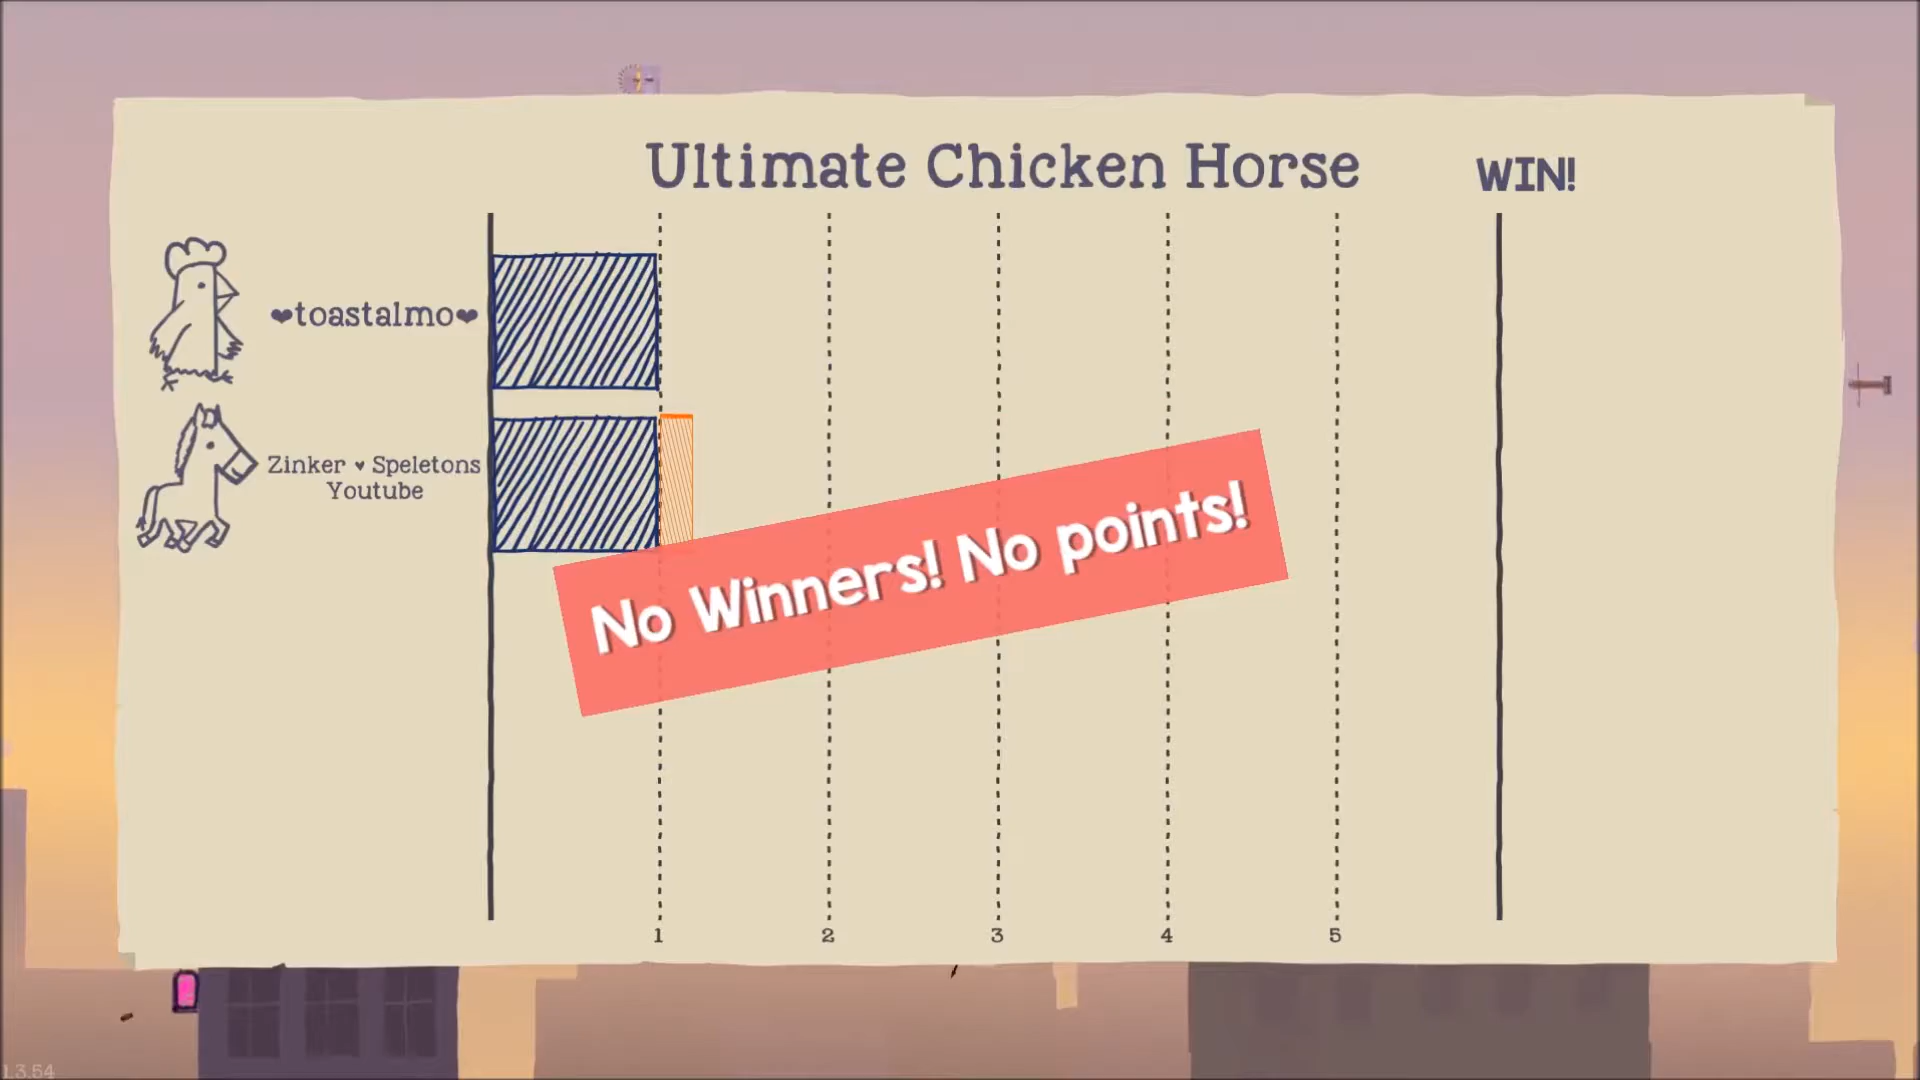 Ultimate Chicken Horse
WIN!
❤toastalmo❤
Zinker ♥ Speletons
Youtube
No Winners! No points!
1 2 3 4 5
1.3.54